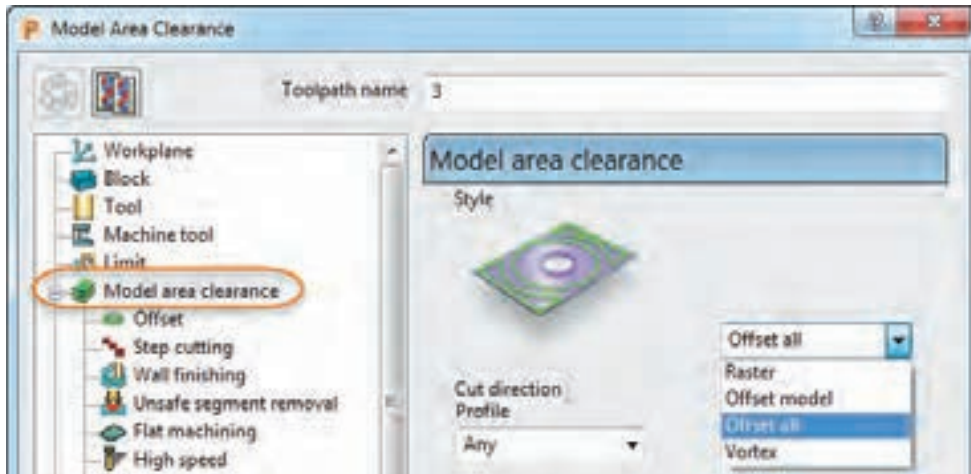 Model Area Clearance
Toolpath name 3
Workplane
Block
Tool
Machine tool
Limit
Model area clearance
Offset
Step cutting
Wall finishing
Unsafe segment removal
Flat machining
High speed
Model area clearance
Style
Offset all
Raster
Offset model
Offset all
Vortex
Cut direction
Profile
Any